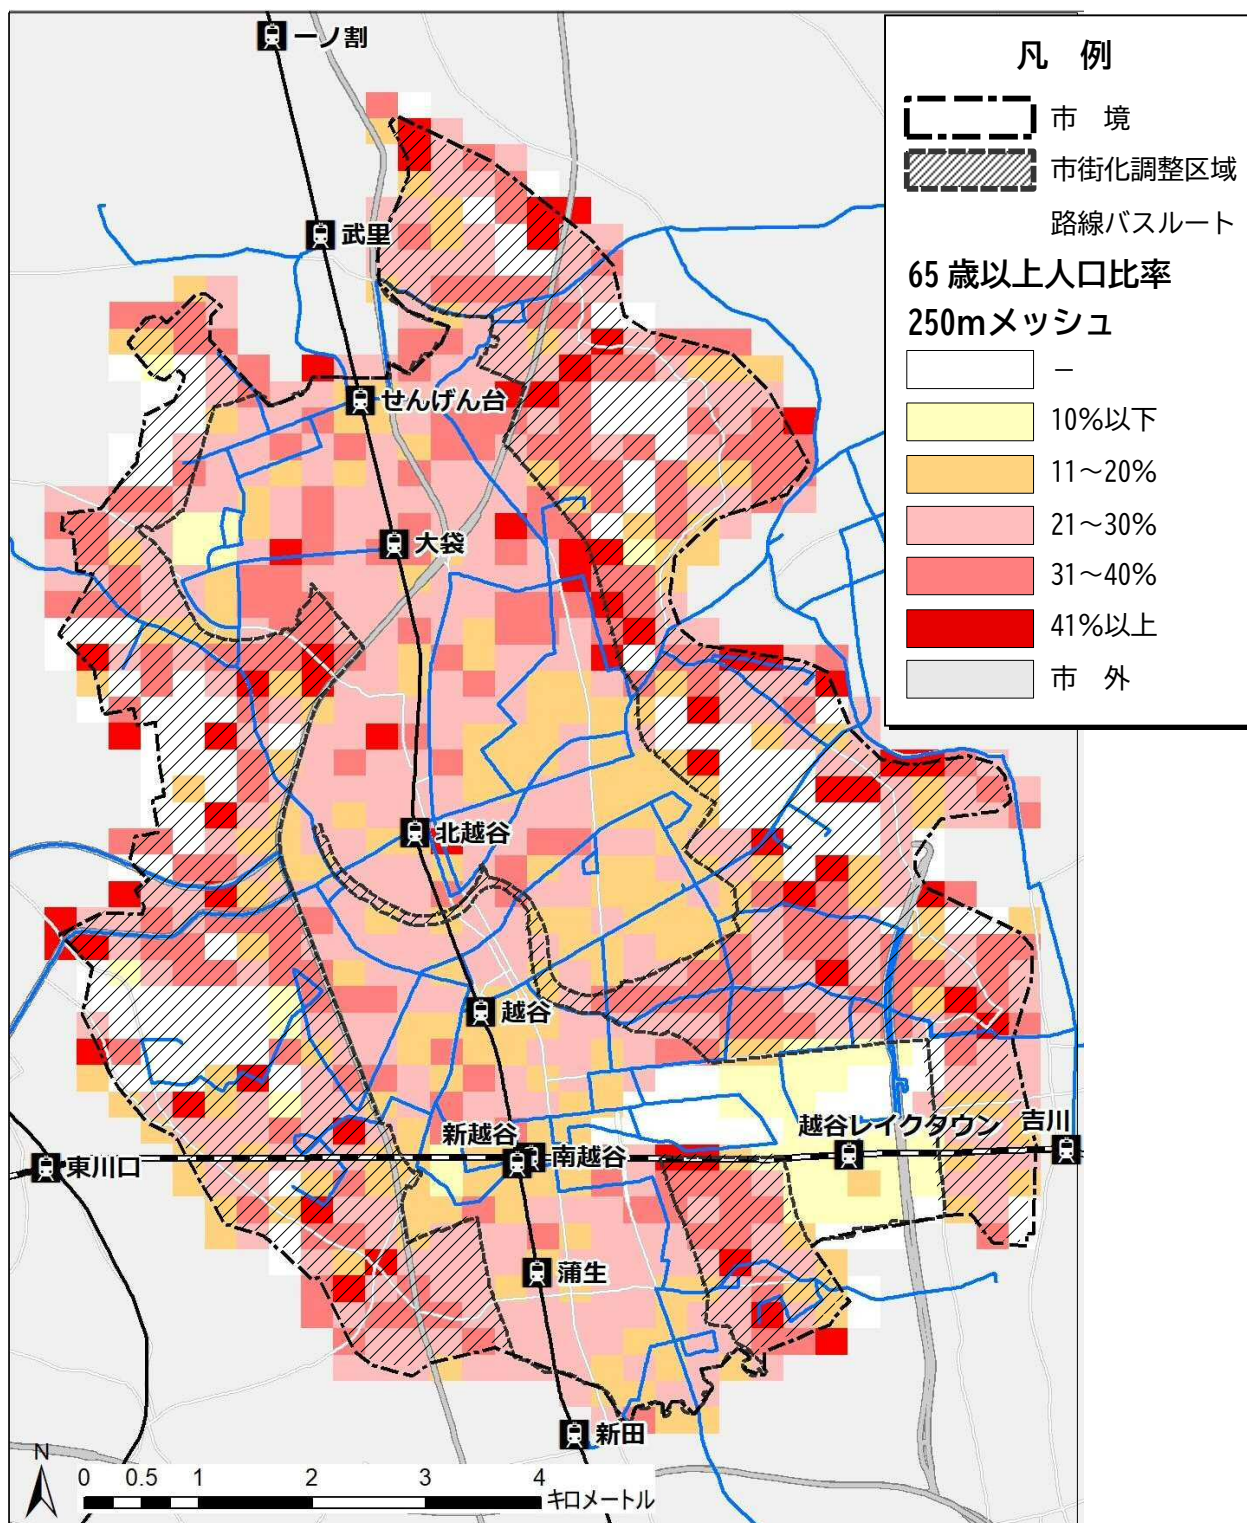 一ノ割
武里
せんげん台
大袋
北越谷
越谷
新越谷
南越谷
越谷レイクタウン
吉川
東川口
蒲生
新田
凡 例
市 境
市街化調整区域
路線バスルート
65 歳以上人口比率
250mメッシュ
－
10%以下
11～20%
21～30%
31～40%
41%以上
市 外
N
0 0.5 1 2 3 4
キロメートル